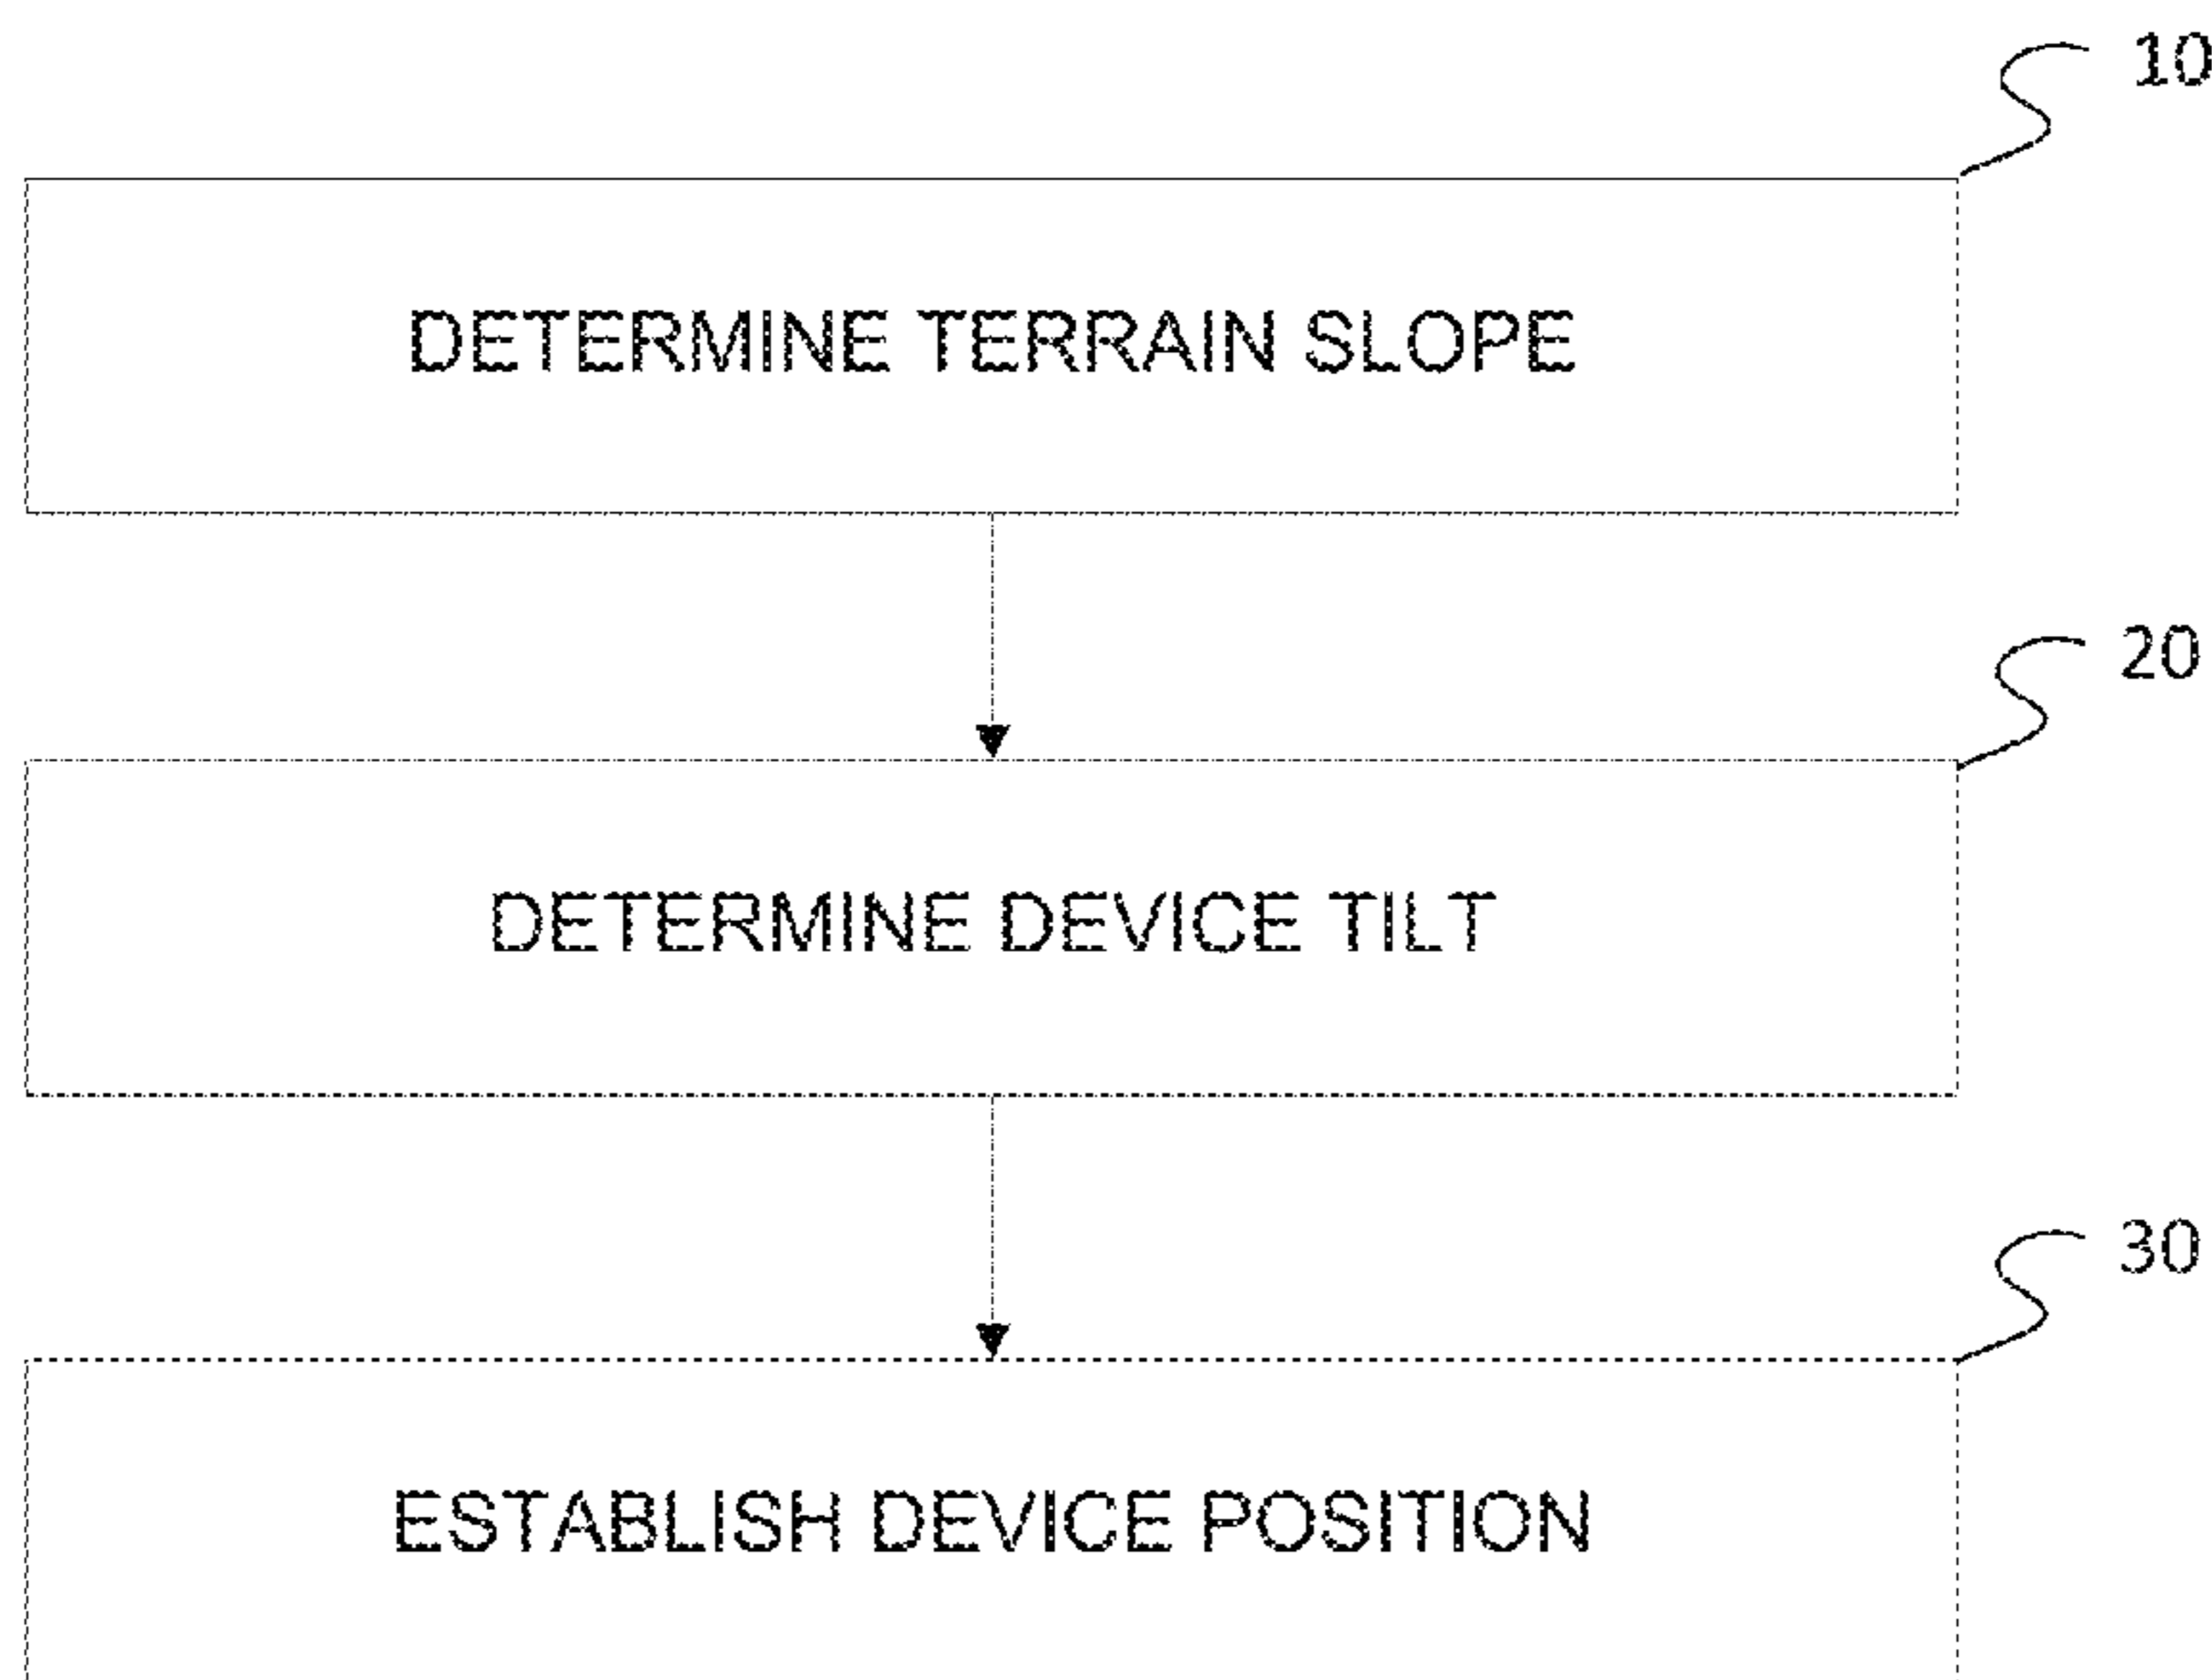 10
DETERMINE TERRAIN SLOPE
20
DETERMINE DEVICE TILT
30
ESTABLISH DEVICE POSITION